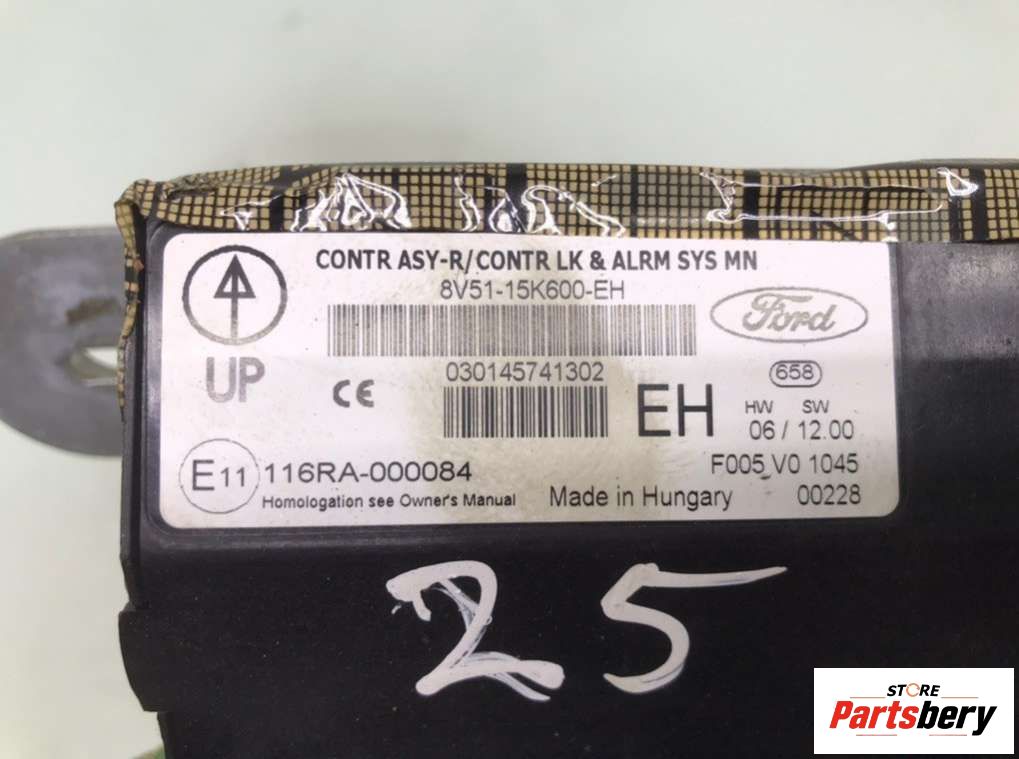 CONTR ASY-R/CONTR LK & ALRM SYS MN
8V51-15K600-EH
Ford
UP
CE
030145741302
EH
658
HW SW
06 / 12.00
E11
116RA-000084
F005 V0 1045
Homologation see Owner's Manual
Made in Hungary
00228
25
STORE
Partsbery